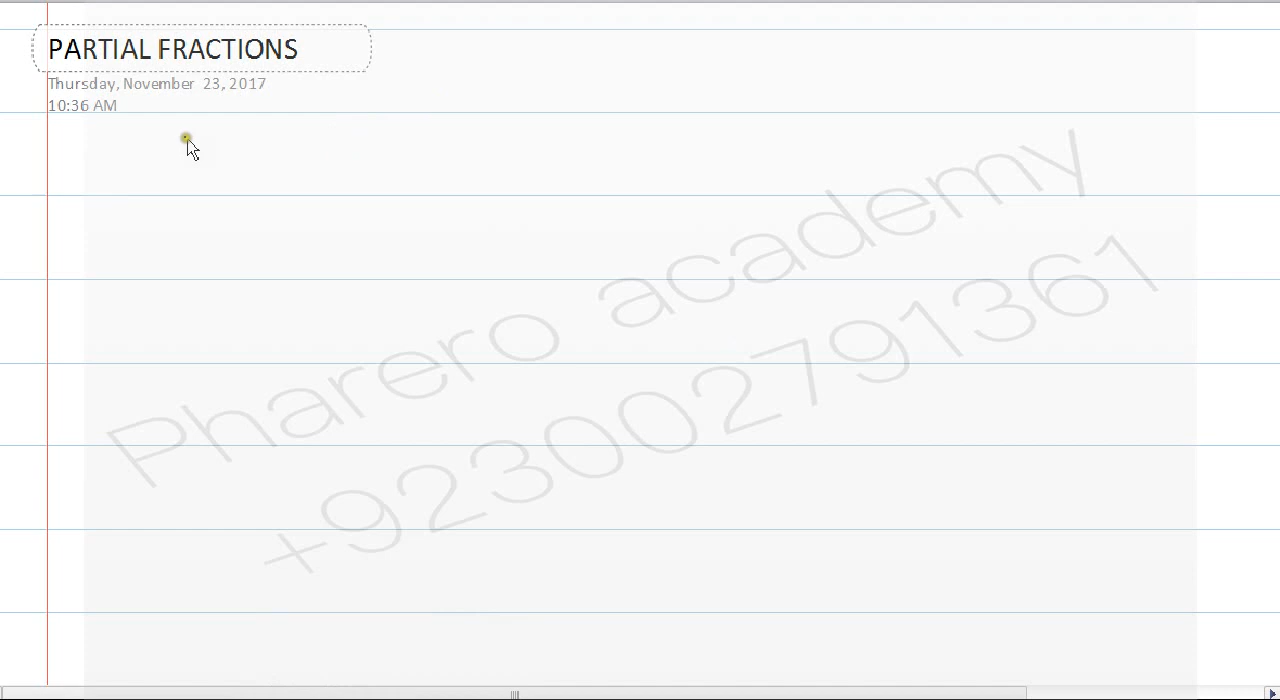 PARTIAL FRACTIONS
Thursday, November 23, 2017
10:36 AM
Pharero academy
+923002791361